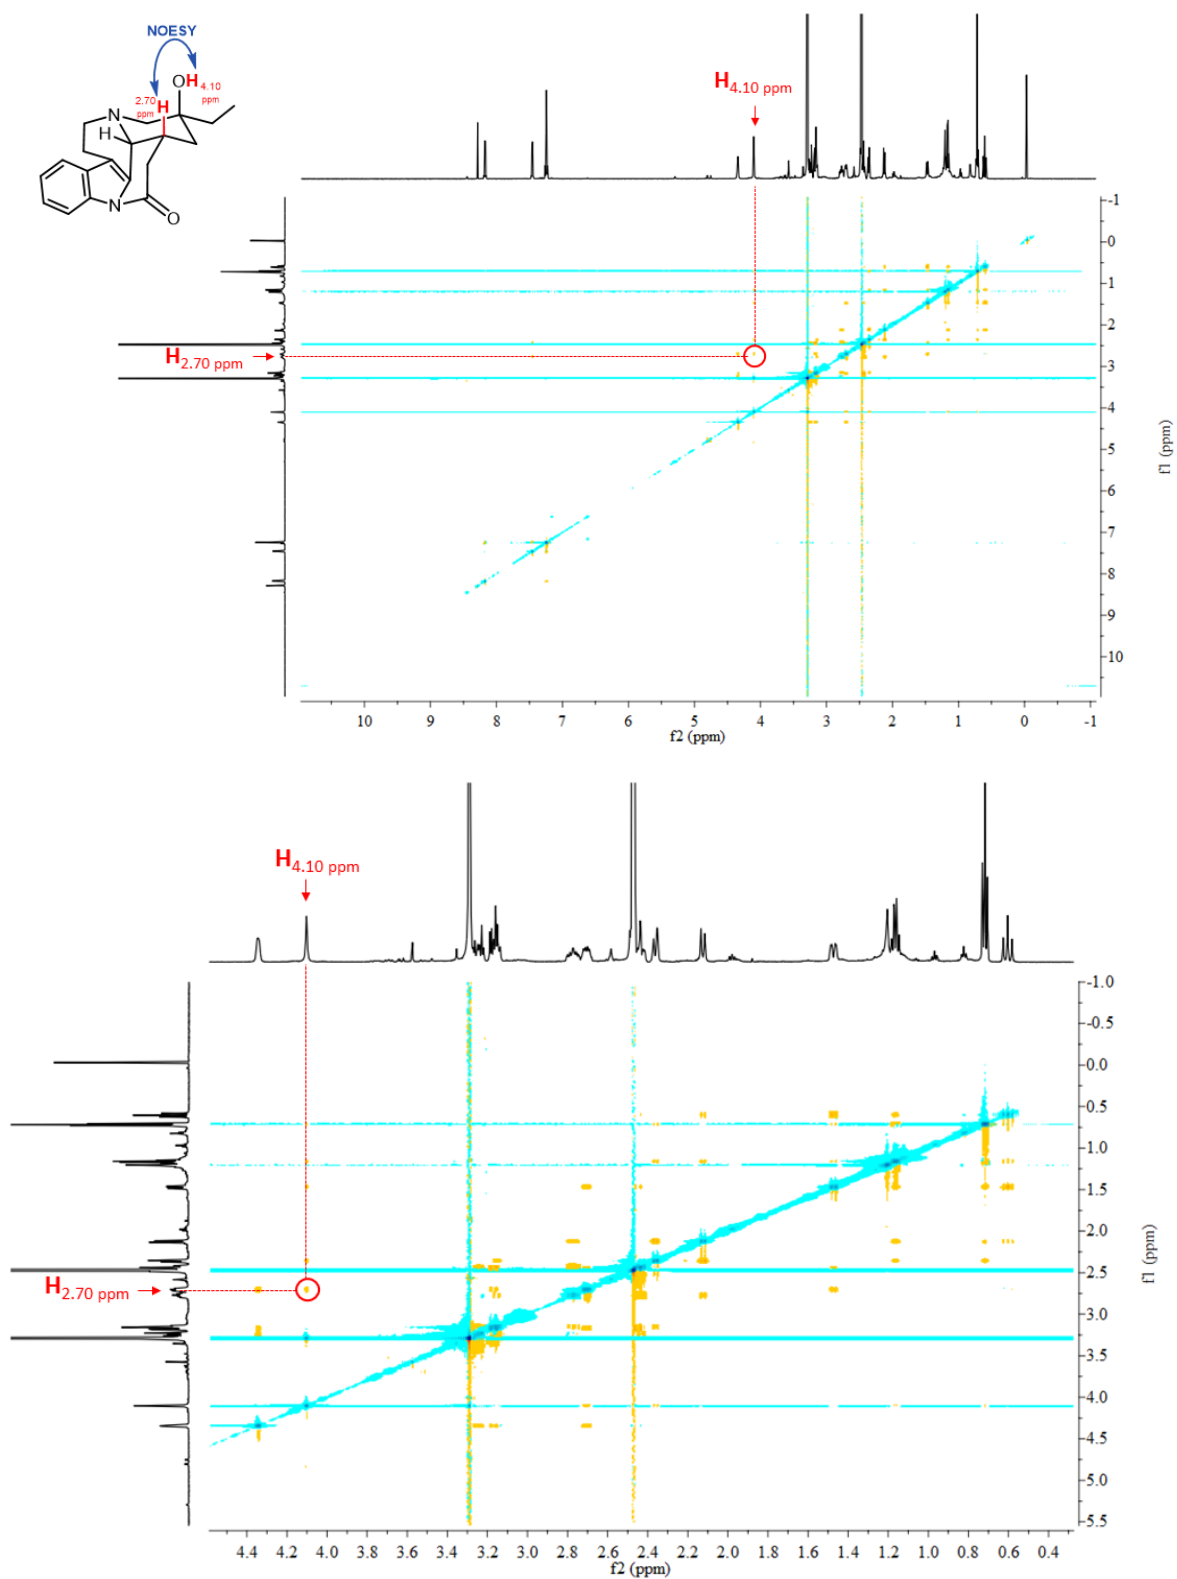 NOESY
OH 4.10 ppm
2.70 ppm H
N
H
N
O
H4.10 ppm
-1
0
1
2
H2.70 ppm
3
4
5
6
7
8
9
10
f1 (ppm)
10 9 8 7 6 5 4 3 2 1 0 -1
f2 (ppm)
H4.10 ppm
-1.0
-0.5
0.0
0.5
1.0
1.5
2.0
2.5
H2.70 ppm
3.0
3.5
4.0
4.5
5.0
5.5
f1 (ppm)
4.4 4.2 4.0 3.8 3.6 3.4 3.2 3.0 2.8 2.6 2.4 2.2 2.0 1.8 1.6 1.4 1.2 1.0 0.8 0.6 0.4
f2 (ppm)